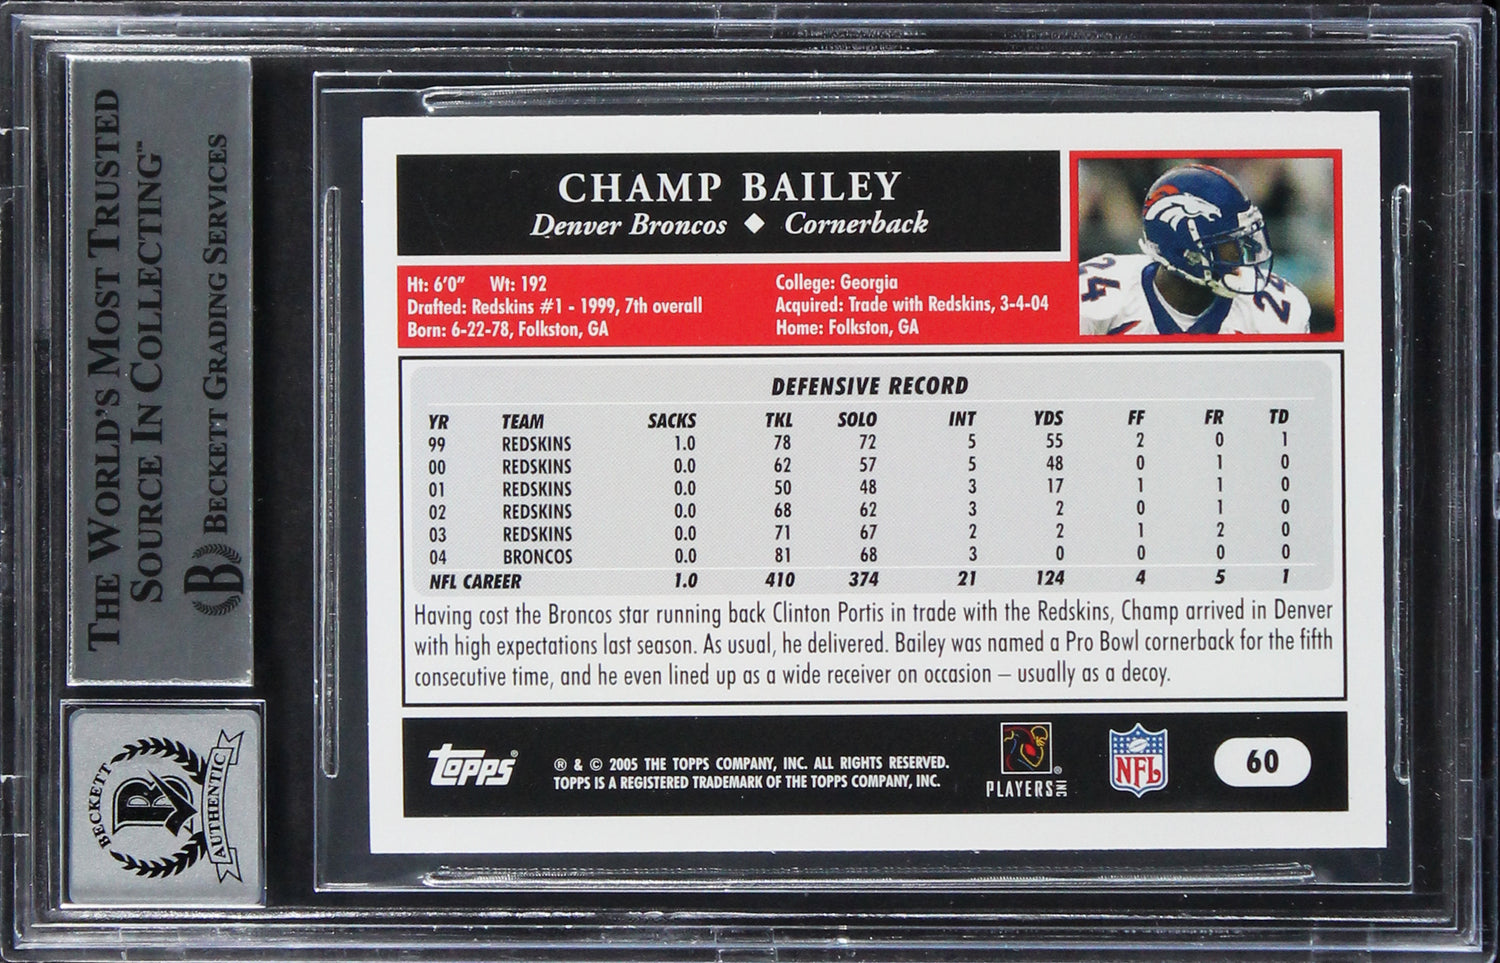 THE WORLD'S MOST TRUSTED
SOURCE IN COLLECTING™
BECKETT GRADING SERVICES
B
BECKETT
B
AUTHENTIC
CHAMP BAILEY
Denver Broncos ◆ Cornerback
24
24
Ht: 6'0" Wt: 192
Drafted: Redskins #1 - 1999, 7th overall
Born: 6-22-78, Folkston, GA
College: Georgia
Acquired: Trade with Redskins, 3-4-04
Home: Folkston, GA
DEFENSIVE RECORD
YR TEAM SACKS TKL SOLO INT YDS FF FR TD
99 REDSKINS 1.0 78 72 5 55 2 0 1
00 REDSKINS 0.0 62 57 5 48 0 1 0
01 REDSKINS 0.0 50 48 3 17 1 1 0
02 REDSKINS 0.0 68 62 3 2 0 1 0
03 REDSKINS 0.0 71 67 2 2 1 2 0
04 BRONCOS 0.0 81 68 3 0 0 0 0
NFL CAREER 1.0 410 374 21 124 4 5 1
Having cost the Broncos star running back Clinton Portis in trade with the Redskins, Champ arrived in Denver
with high expectations last season. As usual, he delivered. Bailey was named a Pro Bowl cornerback for the fifth
consecutive time, and he even lined up as a wide receiver on occasion – usually as a decoy.
Topps®
® & © 2005 THE TOPPS COMPANY, INC. ALL RIGHTS RESERVED.
TOPPS IS A REGISTERED TRADEMARK OF THE TOPPS COMPANY, INC.
PLAYERS INC ®
NFL
60